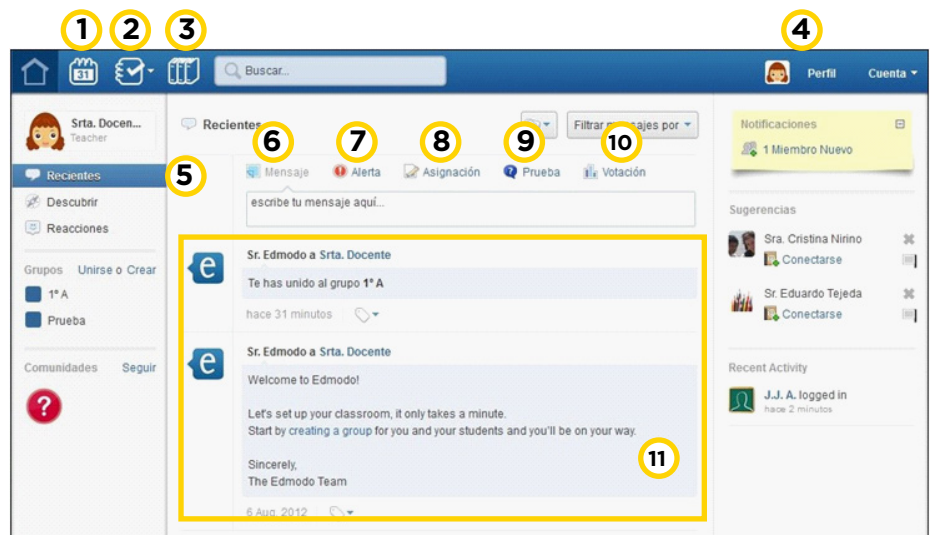 1
2
3
4
31
Buscar...
Perfil
Cuenta
Srta. Docen...
Teacher
Recientes
Descubrir
Reacciones
Grupos Unirse o Crear
1° A
Prueba
Comunidades Seguir
?
5
Recientes
Filtrar mensajes por
6
7
8
9
10
Mensaje
Alerta
Asignación
Prueba
Votación
escribe tu mensaje aquí...
e
Sr. Edmodo a Srta. Docente
Te has unido al grupo 1° A
hace 31 minutos
e
Sr. Edmodo a Srta. Docente
Welcome to Edmodo!
Let's set up your classroom, it only takes a minute.
Start by creating a group for you and your students and you'll be on your way.
Sincerely,
The Edmodo Team
11
6 Aug, 2012
Notificaciones
1 Miembro Nuevo
Sugerencias
Sra. Cristina Nirino
Conectarse
Sr. Eduardo Tejeda
Conectarse
Recent Activity
J.J. A. logged in
hace 2 minutos